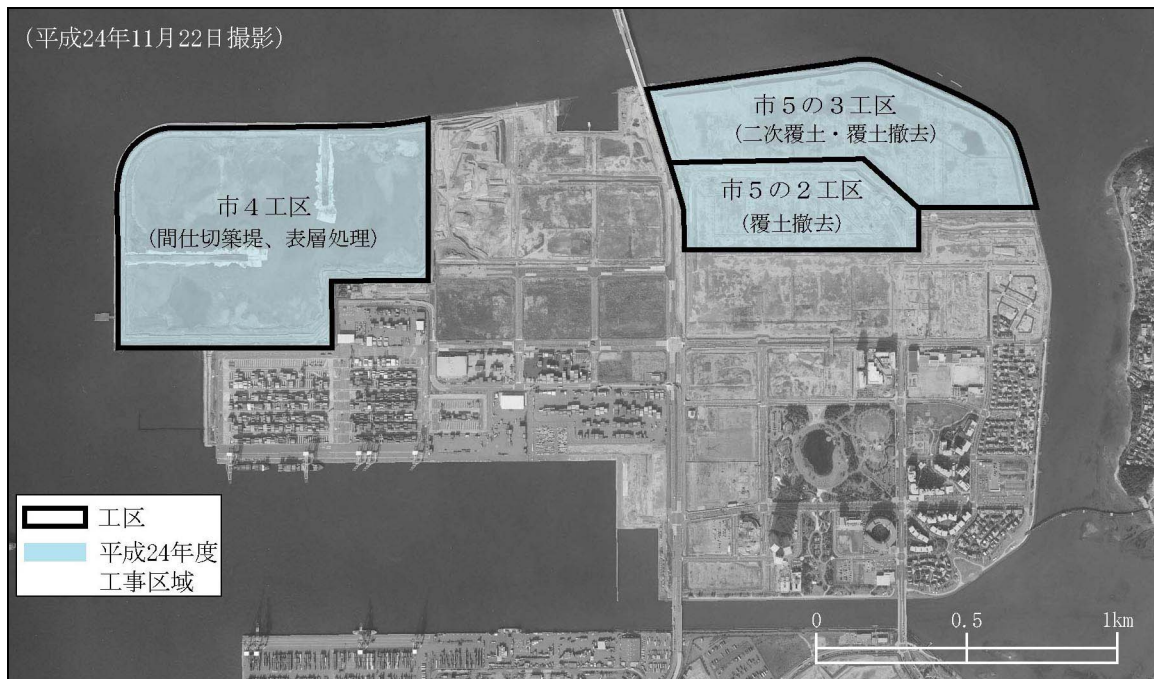 (平成24年11月22日撮影)
市５の３工区
(二次覆土・覆土撤去)
市５の２工区
(覆土撤去)
市４工区
(間仕切築堤、表層処理)
工区
平成24年度
工事区域
0 0.5 1km